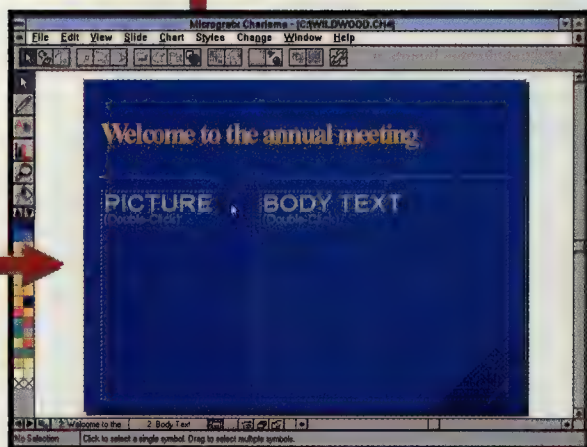 Micrografx Charisma - [C:\WILDWOOD.CH4]
File Edit View Slide Chart Styles Change Window Help
Welcome to the annual meeting
PICTURE BODY TEXT
(Double-Click) (Double-Click)
2: Welcome to the 2: Body Text
No Selection Click to select a single symbol. Drag to select multiple symbols.